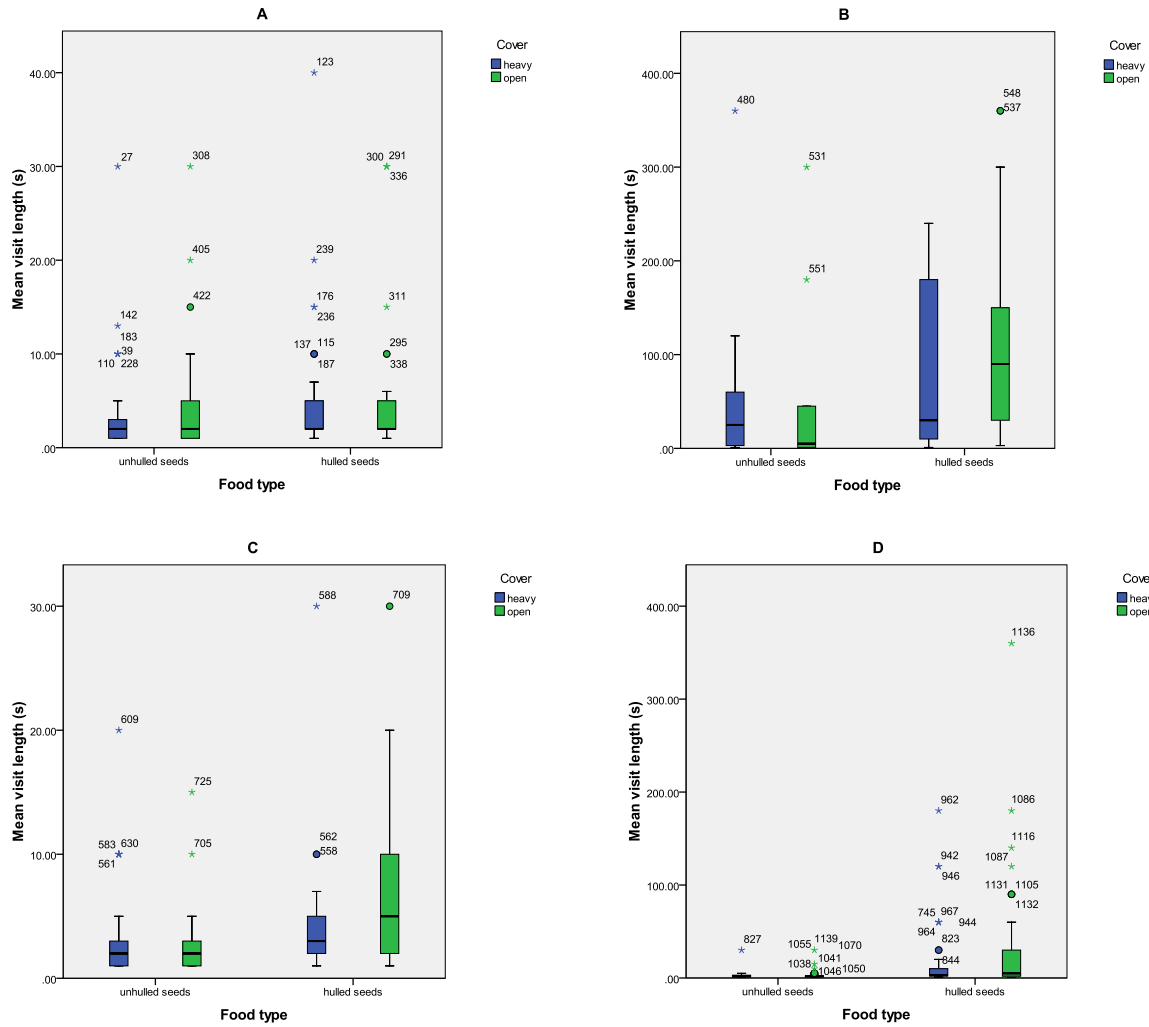 A
Mean visit length (s)
40.00
30.00
20.00
10.00
.00
123
27
308
300 291
336
239
405
422
176
236
311
142
183
39
110 228
137 115
187
295
338
unhulled seeds
hulled seeds
Food type
Cover
heavy
open
B
Mean visit length (s)
400.00
300.00
200.00
100.00
.00
480
548
537
531
551
unhulled seeds
hulled seeds
Food type
Cover
heavy
open
C
Mean visit length (s)
30.00
20.00
10.00
.00
588
709
609
725
583 630
561
705
562
558
unhulled seeds
hulled seeds
Food type
Cover
heavy
open
D
Mean visit length (s)
400.00
300.00
200.00
100.00
.00
1136
962
1086
942
946
1116
1087
1131 1105
1132
745 967
944
964
823
844
827
1055 1139
1070
1041
1038
1046 1050
unhulled seeds
hulled seeds
Food type
Cove
heav
open